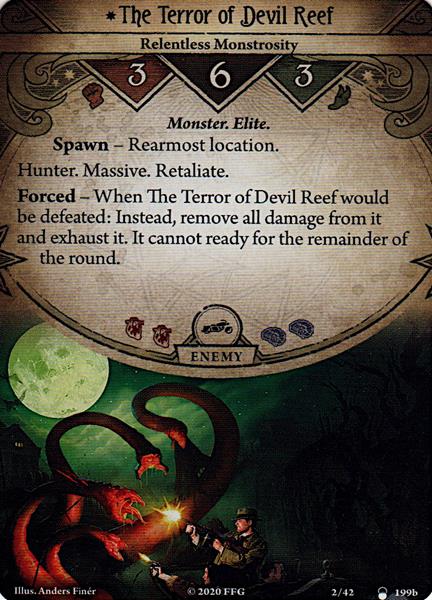 *The Terror of Devil Reef
Relentless Monstrosity
3 6 3
Monster. Elite.
Spawn – Rearmost location.
Hunter. Massive. Retaliate.
Forced – When The Terror of Devil Reef would
be defeated: Instead, remove all damage from it
and exhaust it. It cannot ready for the remainder of
the round.
ENEMY
Illus. Anders Finér © 2020 FFG 2/42 199b